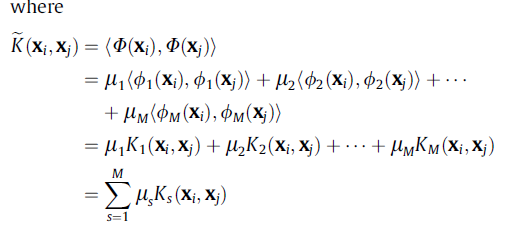 where
K̃(xᵢ,xⱼ) = ⟨Φ(xᵢ), Φ(xⱼ)⟩
= μ₁⟨ϕ₁(xᵢ), ϕ₁(xⱼ)⟩ + μ₂⟨ϕ₂(xᵢ), ϕ₂(xⱼ)⟩ + ⋯
+ μ_M⟨ϕ_M(xᵢ), ϕ_M(xⱼ)⟩
= μ₁K₁(xᵢ,xⱼ) + μ₂K₂(xᵢ,xⱼ) + ⋯ + μ_MK_M(xᵢ,xⱼ)
= ∑_{s=1}^{M} μₛKₛ(xᵢ,xⱼ)